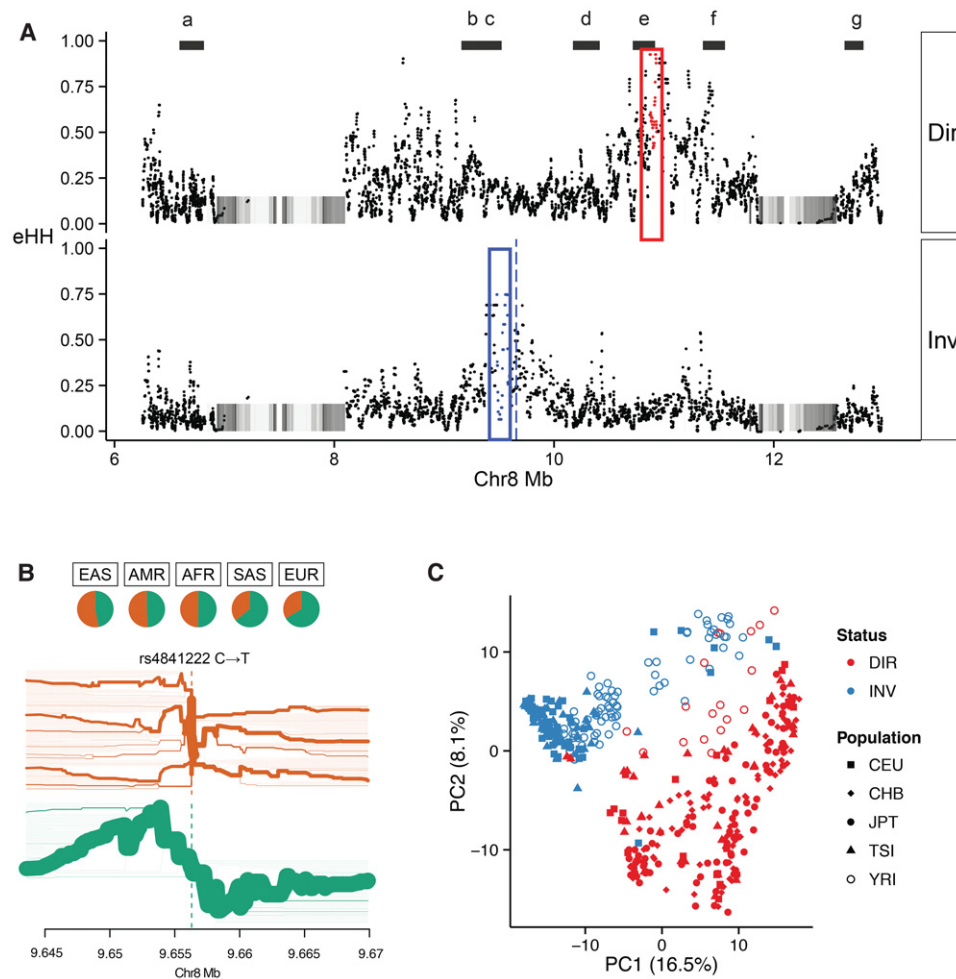 A
a b c d e f g
1.00
0.75
0.50
0.25
0.00
Dir
eHH
1.00
0.75
0.50
0.25
0.00
Inv
6 8 10 12
Chr8 Mb
B
EAS AMR AFR SAS EUR
rs4841222 C→T
9.645 9.65 9.655 9.66 9.665 9.67
Chr8 Mb
C
10
0
−10
PC2 (8.1%)
−10 0 10
PC1 (16.5%)
Status
DIR
INV
Population
CEU
CHB
JPT
TSI
YRI